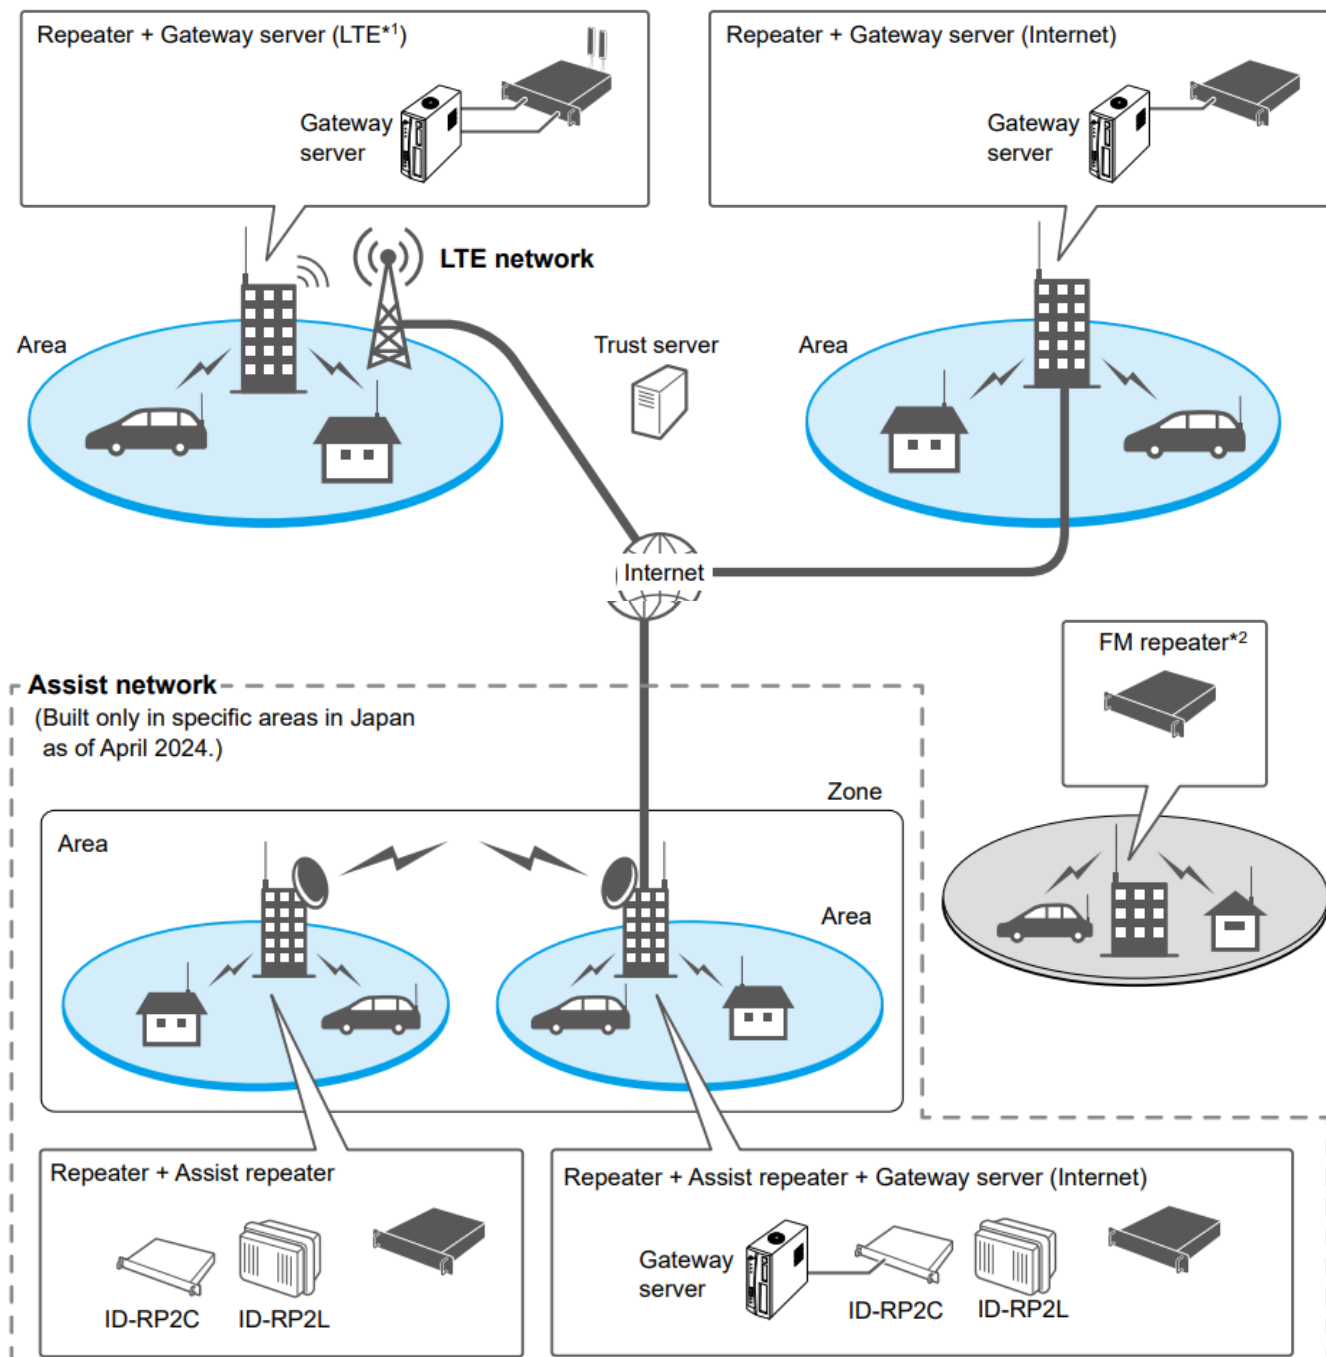 Repeater + Gateway server (LTE*1)
Gateway
server
Repeater + Gateway server (Internet)
Gateway
server
LTE network
Area
Trust server
Area
Internet
FM repeater*2
Assist network
(Built only in specific areas in Japan
as of April 2024.)
Zone
Area
Area
Repeater + Assist repeater
ID-RP2C
ID-RP2L
Repeater + Assist repeater + Gateway server (Internet)
Gateway
server
ID-RP2C
ID-RP2L